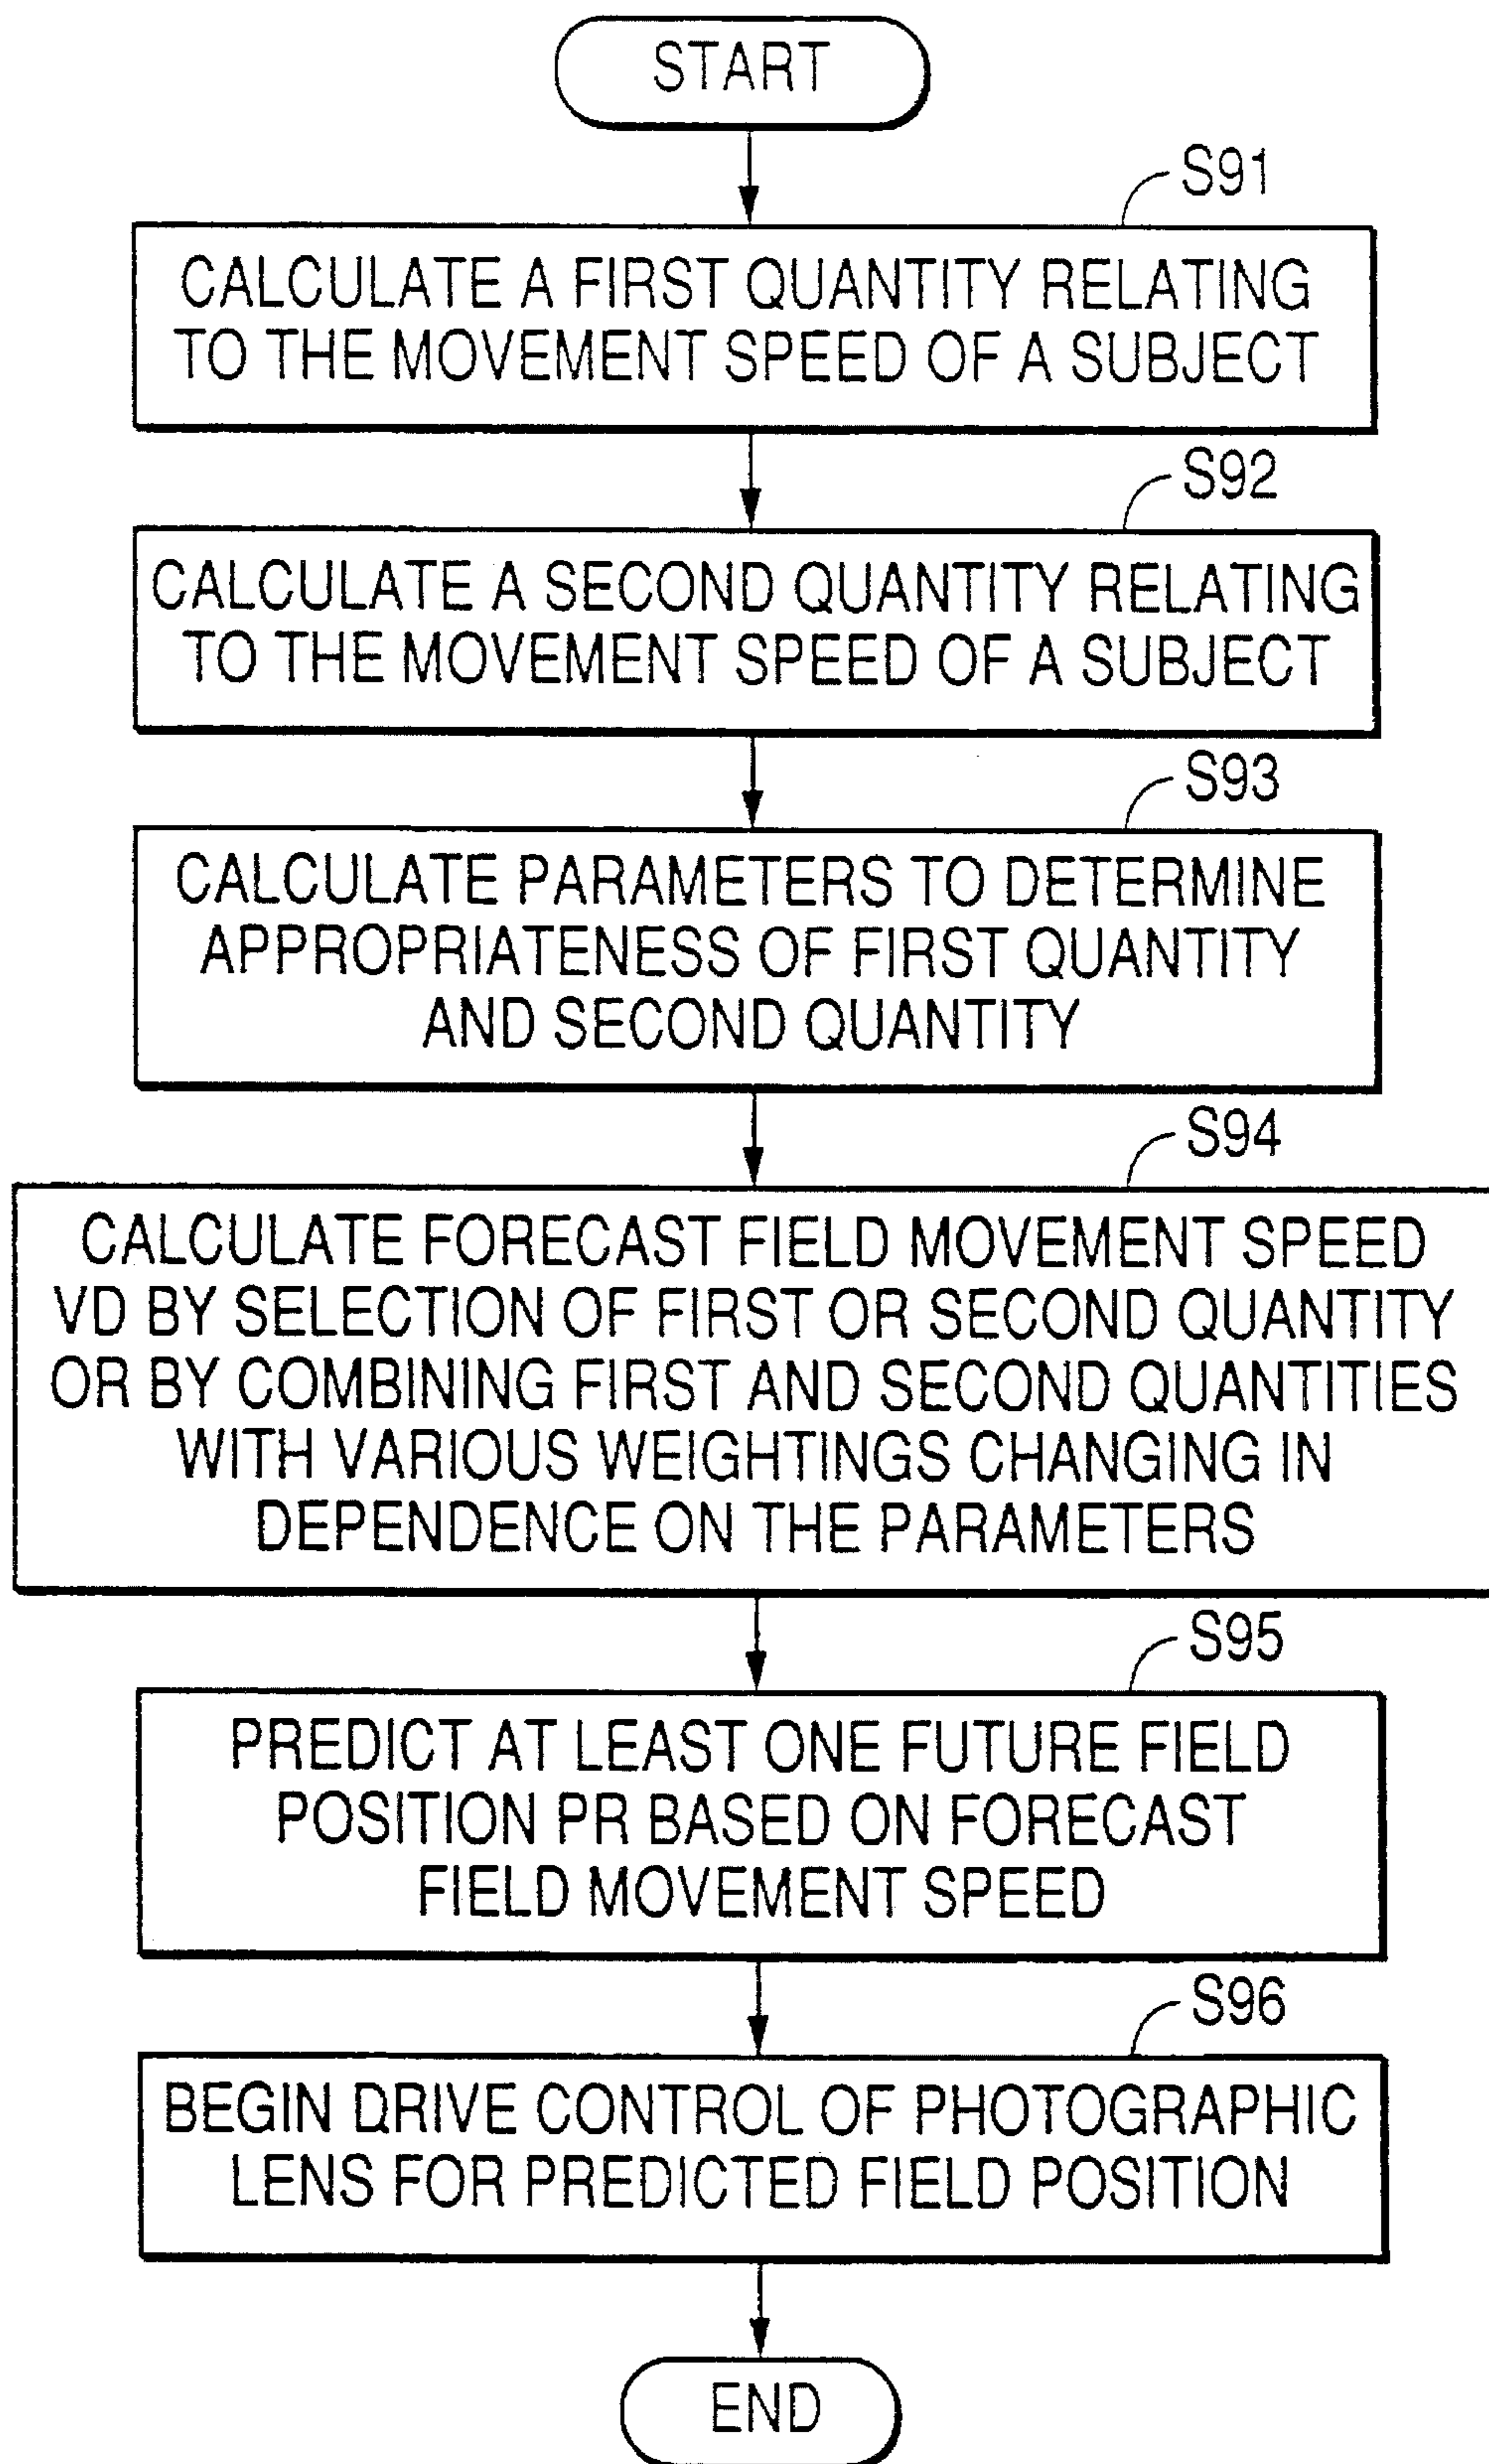 START
S91
CALCULATE A FIRST QUANTITY RELATING
TO THE MOVEMENT SPEED OF A SUBJECT
S92
CALCULATE A SECOND QUANTITY RELATING
TO THE MOVEMENT SPEED OF A SUBJECT
S93
CALCULATE PARAMETERS TO DETERMINE
APPROPRIATENESS OF FIRST QUANTITY
AND SECOND QUANTITY
S94
CALCULATE FORECAST FIELD MOVEMENT SPEED
VD BY SELECTION OF FIRST OR SECOND QUANTITY
OR BY COMBINING FIRST AND SECOND QUANTITIES
WITH VARIOUS WEIGHTINGS CHANGING IN
DEPENDENCE ON THE PARAMETERS
S95
PREDICT AT LEAST ONE FUTURE FIELD
POSITION PR BASED ON FORECAST
FIELD MOVEMENT SPEED
S96
BEGIN DRIVE CONTROL OF PHOTOGRAPHIC
LENS FOR PREDICTED FIELD POSITION
END